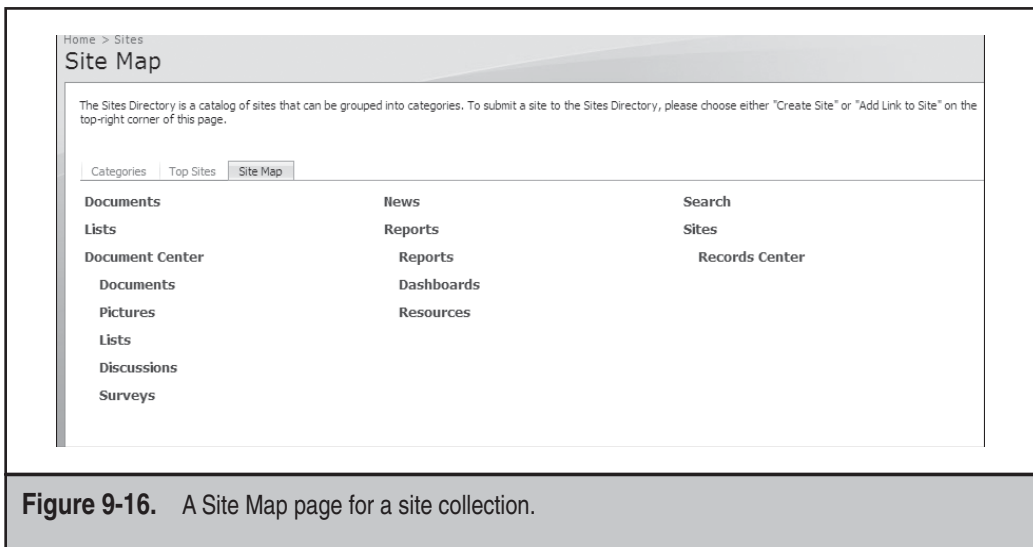 Home > Sites
Site Map
The Sites Directory is a catalog of sites that can be grouped into categories. To submit a site to the Sites Directory, please choose either "Create Site" or "Add Link to Site" on the
top-right corner of this page.
Categories Top Sites Site Map
Documents
Lists
Document Center
Documents
Pictures
Lists
Discussions
Surveys
News
Reports
Reports
Dashboards
Resources
Search
Sites
Records Center
Figure 9-16. A Site Map page for a site collection.